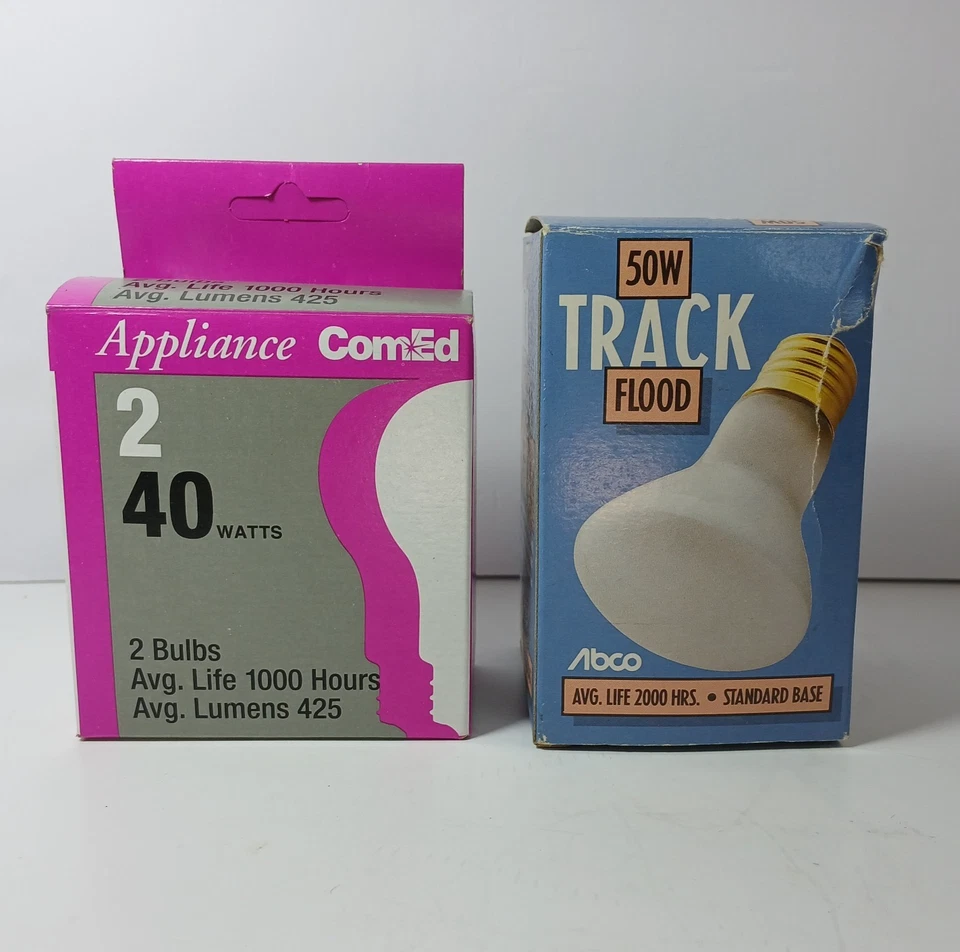 Avg. Life 1000 Hours
Avg. Lumens 425
Appliance ComEd
2
40 WATTS
2 Bulbs
Avg. Life 1000 Hours
Avg. Lumens 425
50W
50W
TRACK
FLOOD
Abco
AVG. LIFE 2000 HRS. • STANDARD BASE